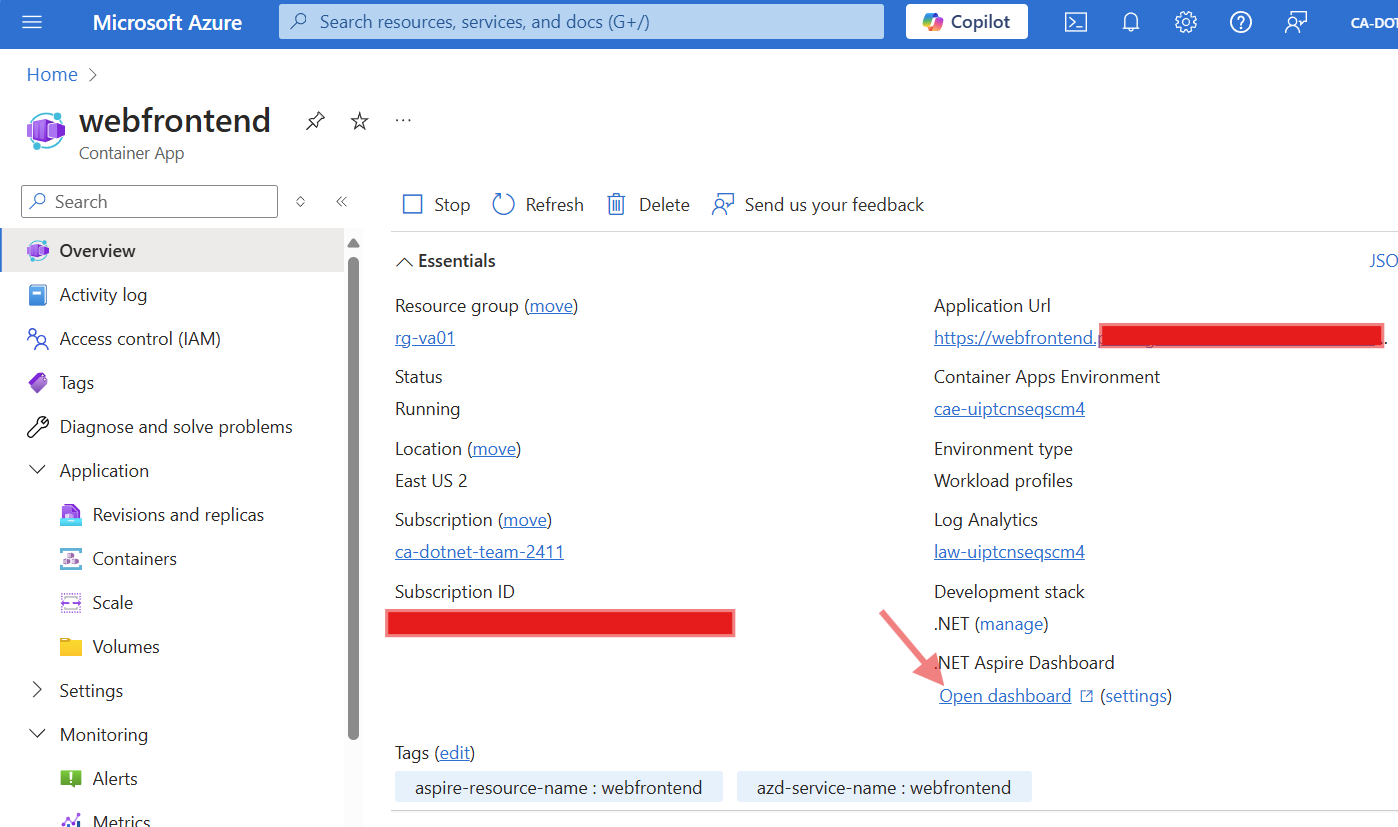 Microsoft Azure
Search resources, services, and docs (G+/)
Copilot
Home
webfrontend
...
Container App
Search
Stop
Refresh
Delete
Send us your feedback
Overview
Activity log
Access control (IAM)
Tags
Diagnose and solve problems
Application
Revisions and replicas
Containers
Scale
Volumes
Settings
Monitoring
Alerts
Metrics
Essentials
Resource group (move)
rg-va01
Status
Running
Location (move)
East US 2
Subscription (move)
ca-dotnet-team-2411
Subscription ID
Application Url
https://webfrontend.
Container Apps Environment
cae-uiptcnseqscm4
Environment type
Workload profiles
Log Analytics
law-uiptcnseqscm4
Development stack
.NET (manage)
.NET Aspire Dashboard
Open dashboard (settings)
Tags (edit)
aspire-resource-name : webfrontend
azd-service-name : webfrontend